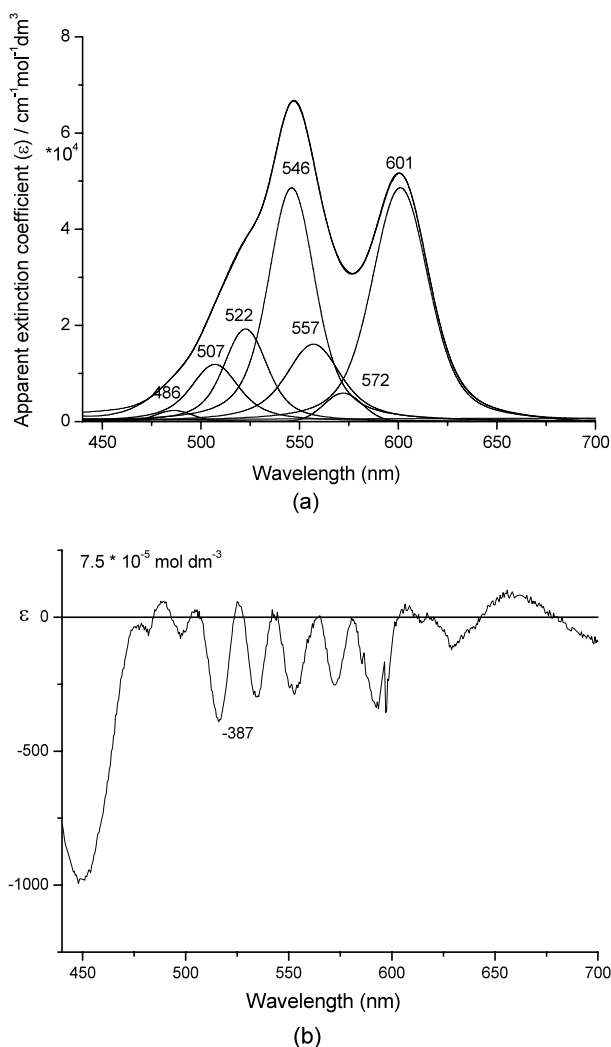 Apparent extinction coefficient (ε) / cm⁻¹mol⁻¹dm³
8
6
*10⁴
4
2
0
546
601
522
557
507
572
486
450 500 550 600 650 700
Wavelength (nm)
(a)
7.5 * 10⁻⁵ mol dm⁻³
ε 0
-387
-500
-1000
450 500 550 600 650 700
Wavelength (nm)
(b)